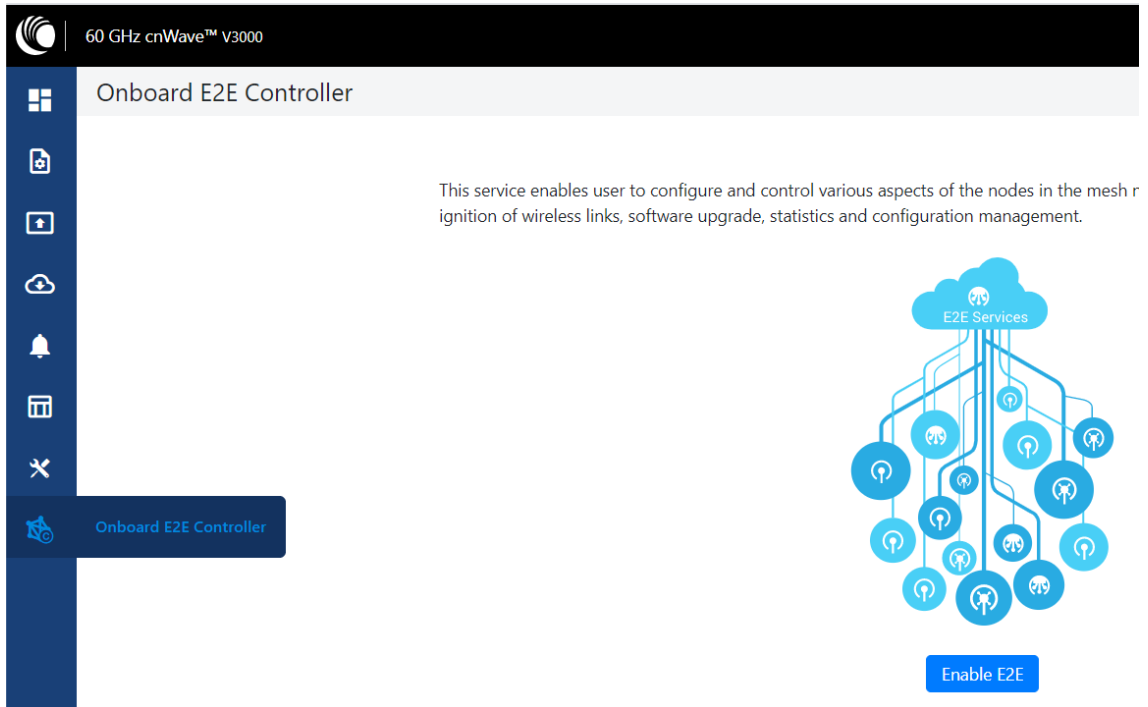 60 GHz cnWave™ V3000
Onboard E2E Controller
This service enables user to configure and control various aspects of the nodes in the mesh
ignition of wireless links, software upgrade, statistics and configuration management.
E2E Services
Onboard E2E Controller
Enable E2E